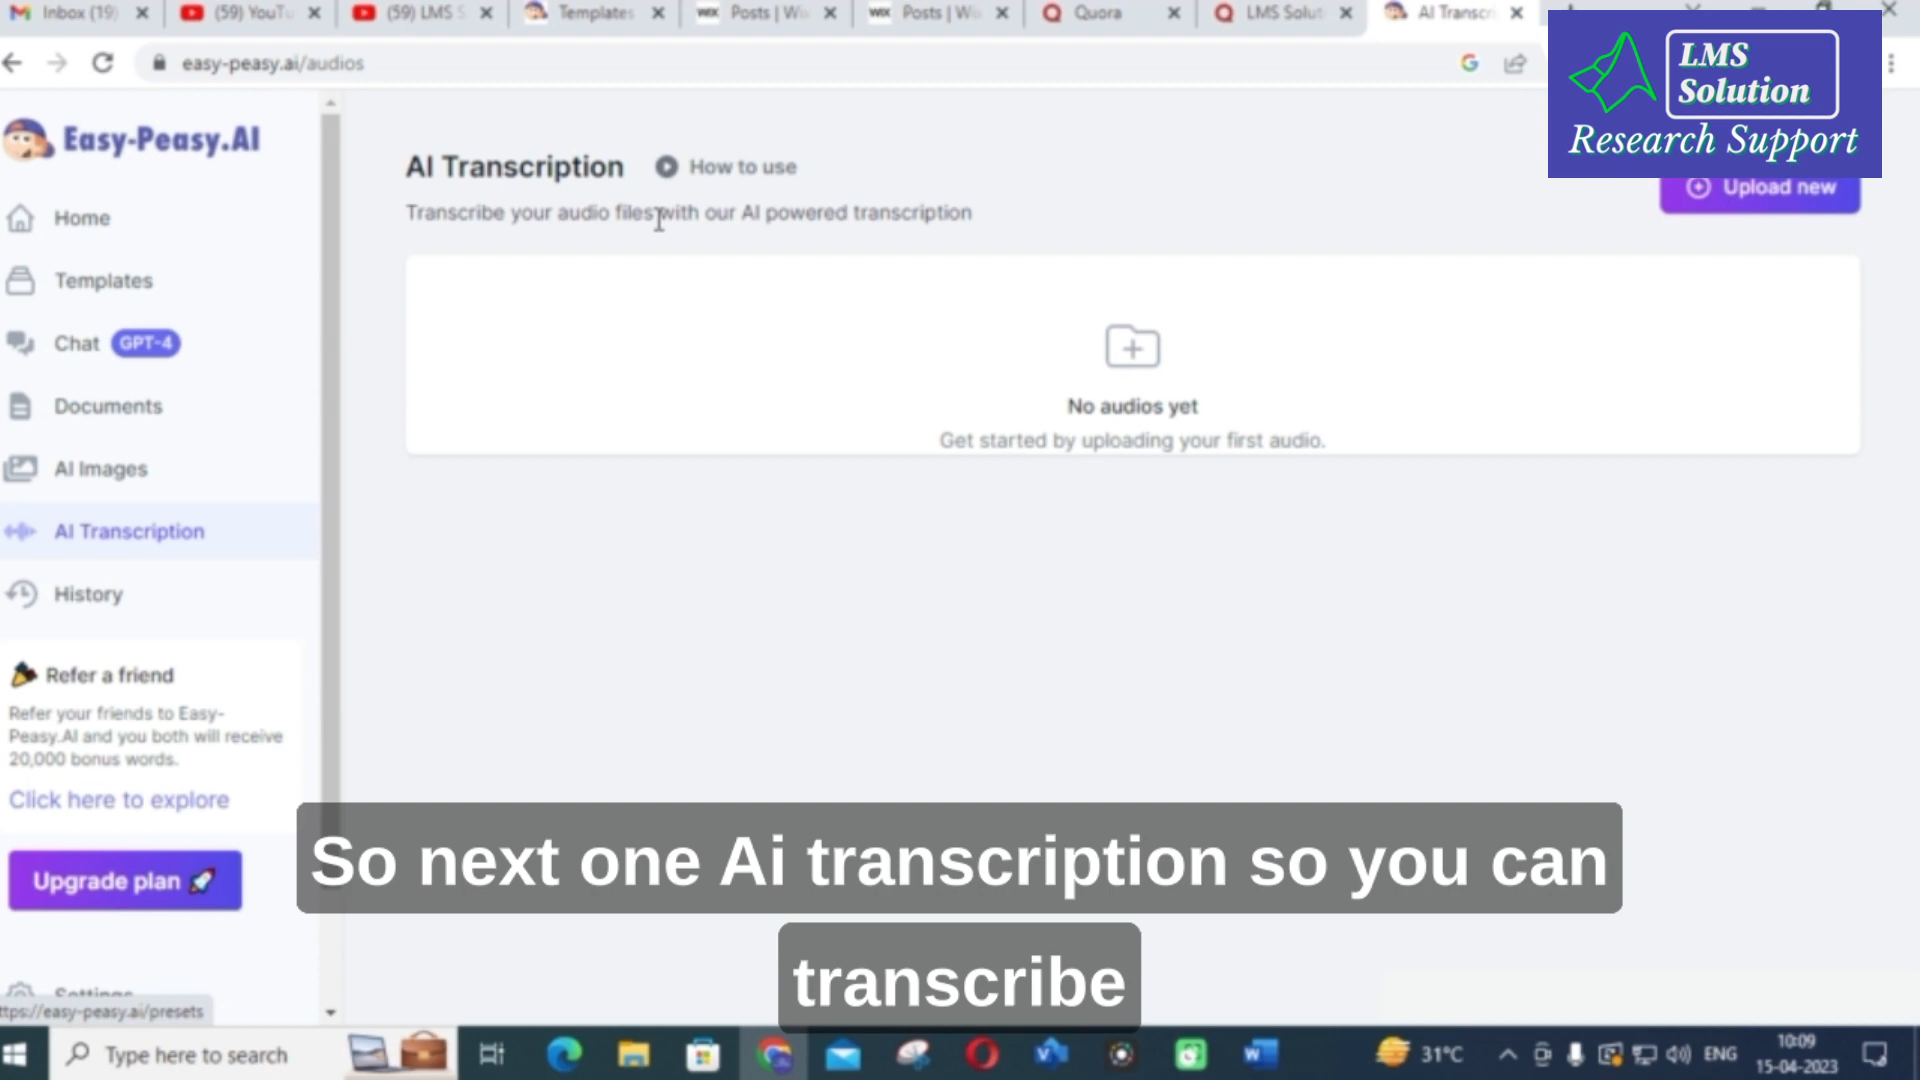 Inbox (19)
(59) YouTu
(59) LMS S
Templates
Posts | Wix
Posts | Wix
Quora
LMS Solut
AI Transcri
easy-peasy.ai/audios
LMS
Solution
Research Support
Easy-Peasy.AI
Home
Templates
Chat GPT-4
Documents
AI Images
AI Transcription
History
Refer a friend
Refer your friends to Easy-
Peasy.AI and you both will receive
20,000 bonus words.
Click here to explore
Upgrade plan
Settings
ttps://easy-peasy.ai/presets
AI Transcription How to use
Transcribe your audio files with our AI powered transcription
Upload new
No audios yet
Get started by uploading your first audio.
So next one Ai transcription so you can
transcribe
Type here to search
31°C
ENG
10:09
15-04-2023